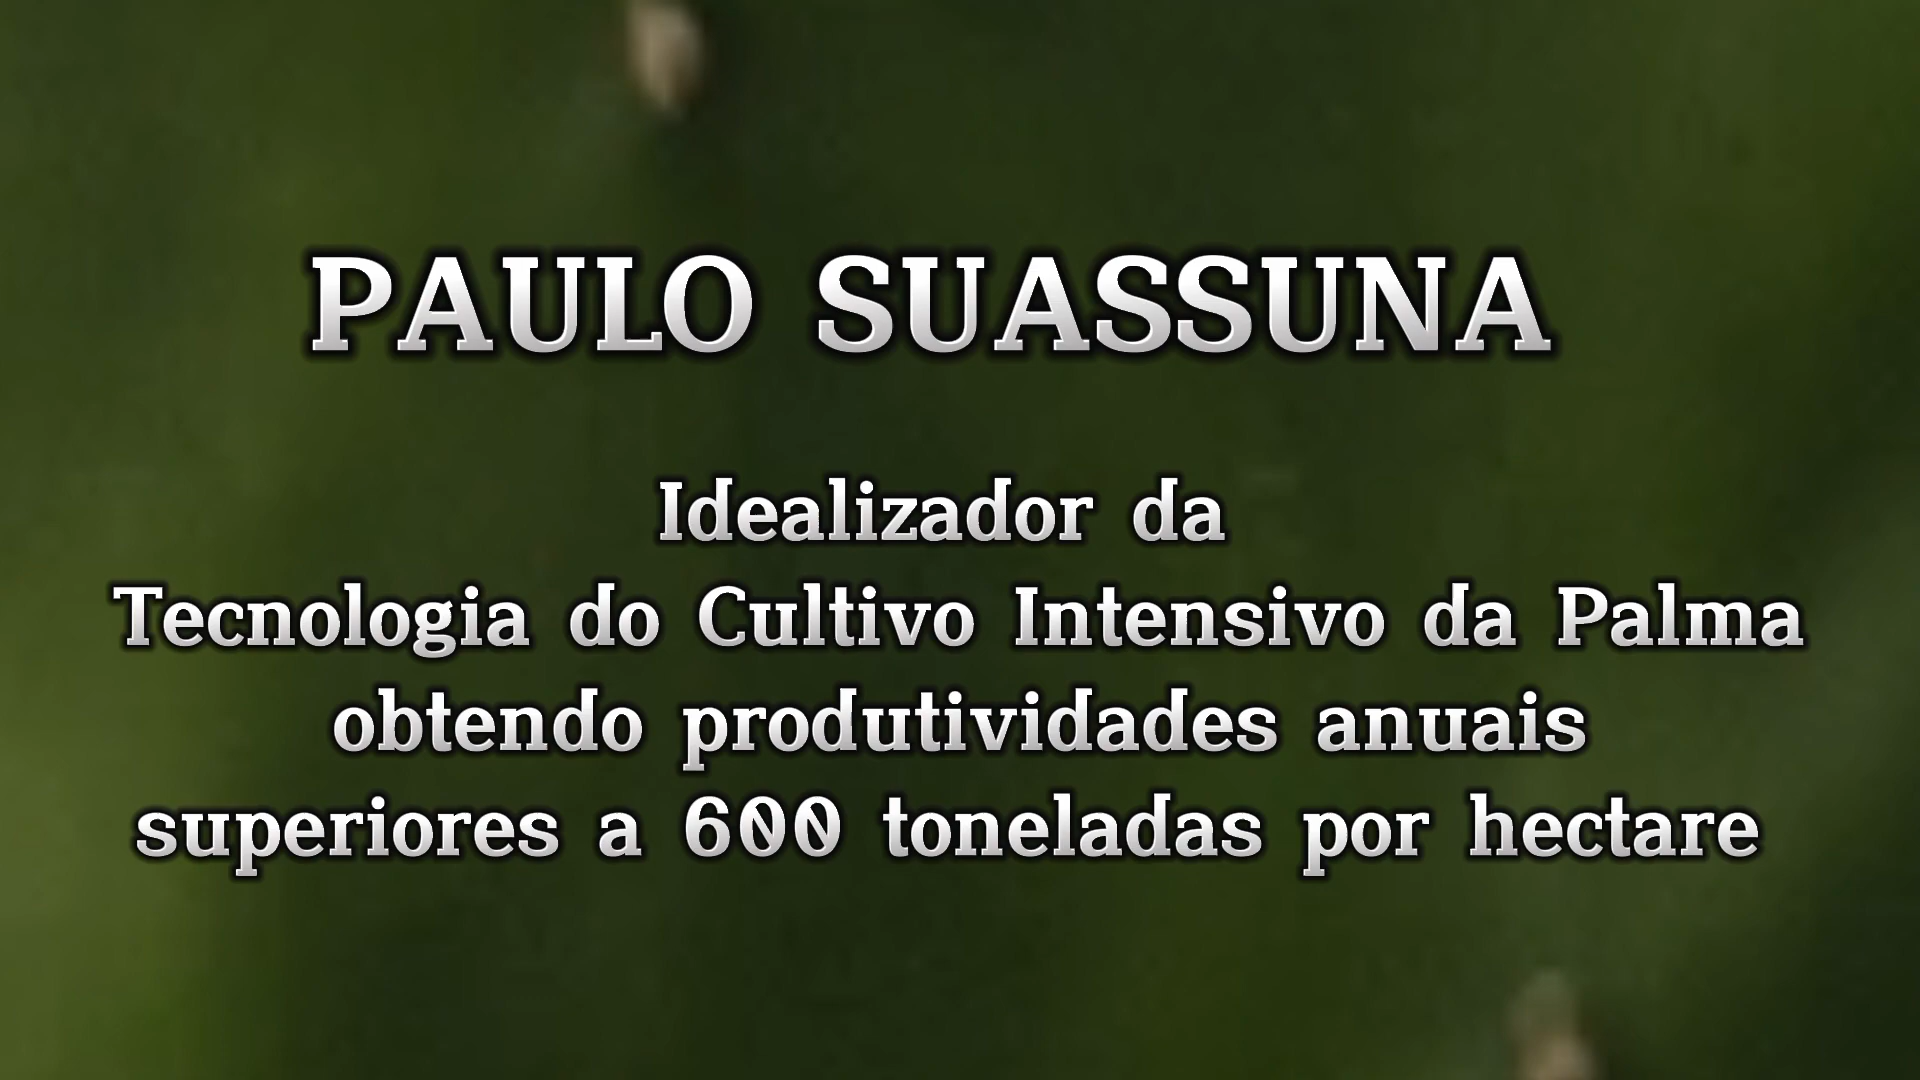 PAULO SUASSUNA
Idealizador da
Tecnologia do Cultivo Intensivo da Palma
obtendo produtividades anuais
superiores a 600 toneladas por hectare